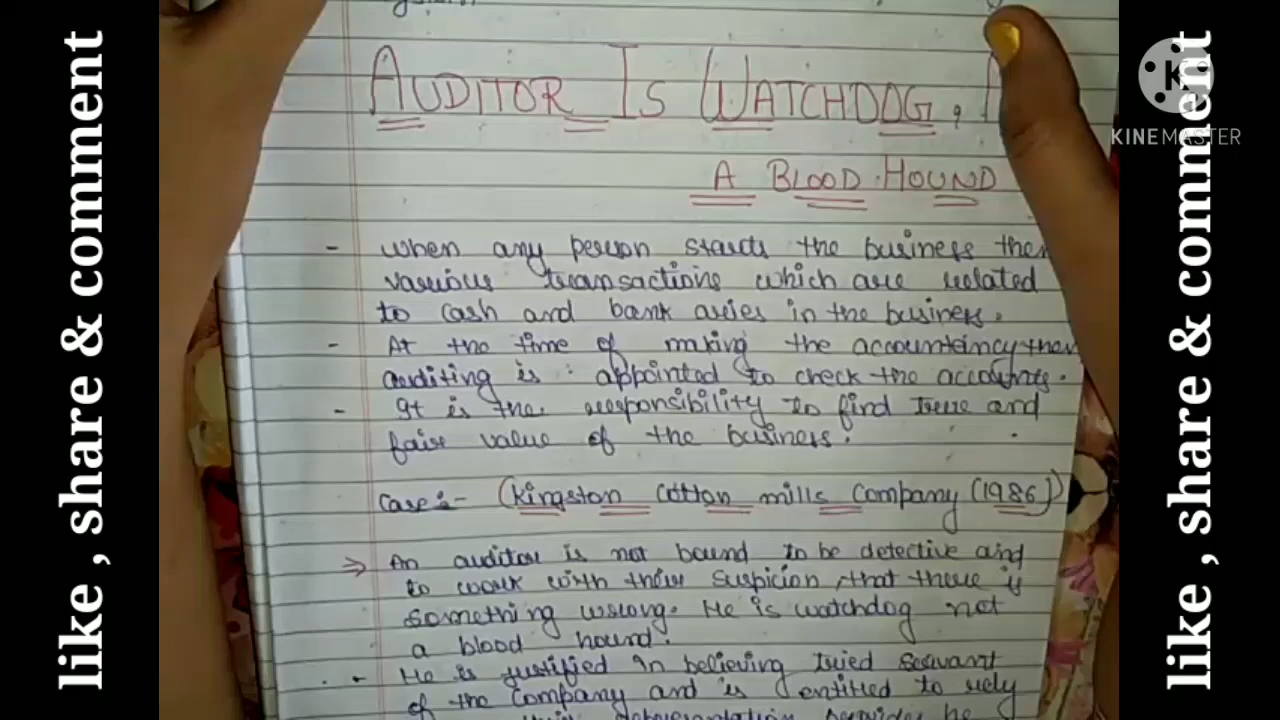 AUDITOR IS WATCHDOG,
A BLOOD HOUND
- When any person starts the business then
various transactions which are related
to cash and bank aries in the business.
- At the time of making the accountancy then
auditing is appointed to check the accounts.
- It is the responsibility to find true and
fair value of the business.
Case:- (Kingston Cotton mills Company (1986))
⇒ An auditor is not bound to be detective and
to work with their suspicion, that there is
something wrong. He is watchdog not
a blood hound.
- He is justified in believing tried servant
of the Company and is entitled to rely
like , share & comment
like , share & comment
K
KINEMASTER